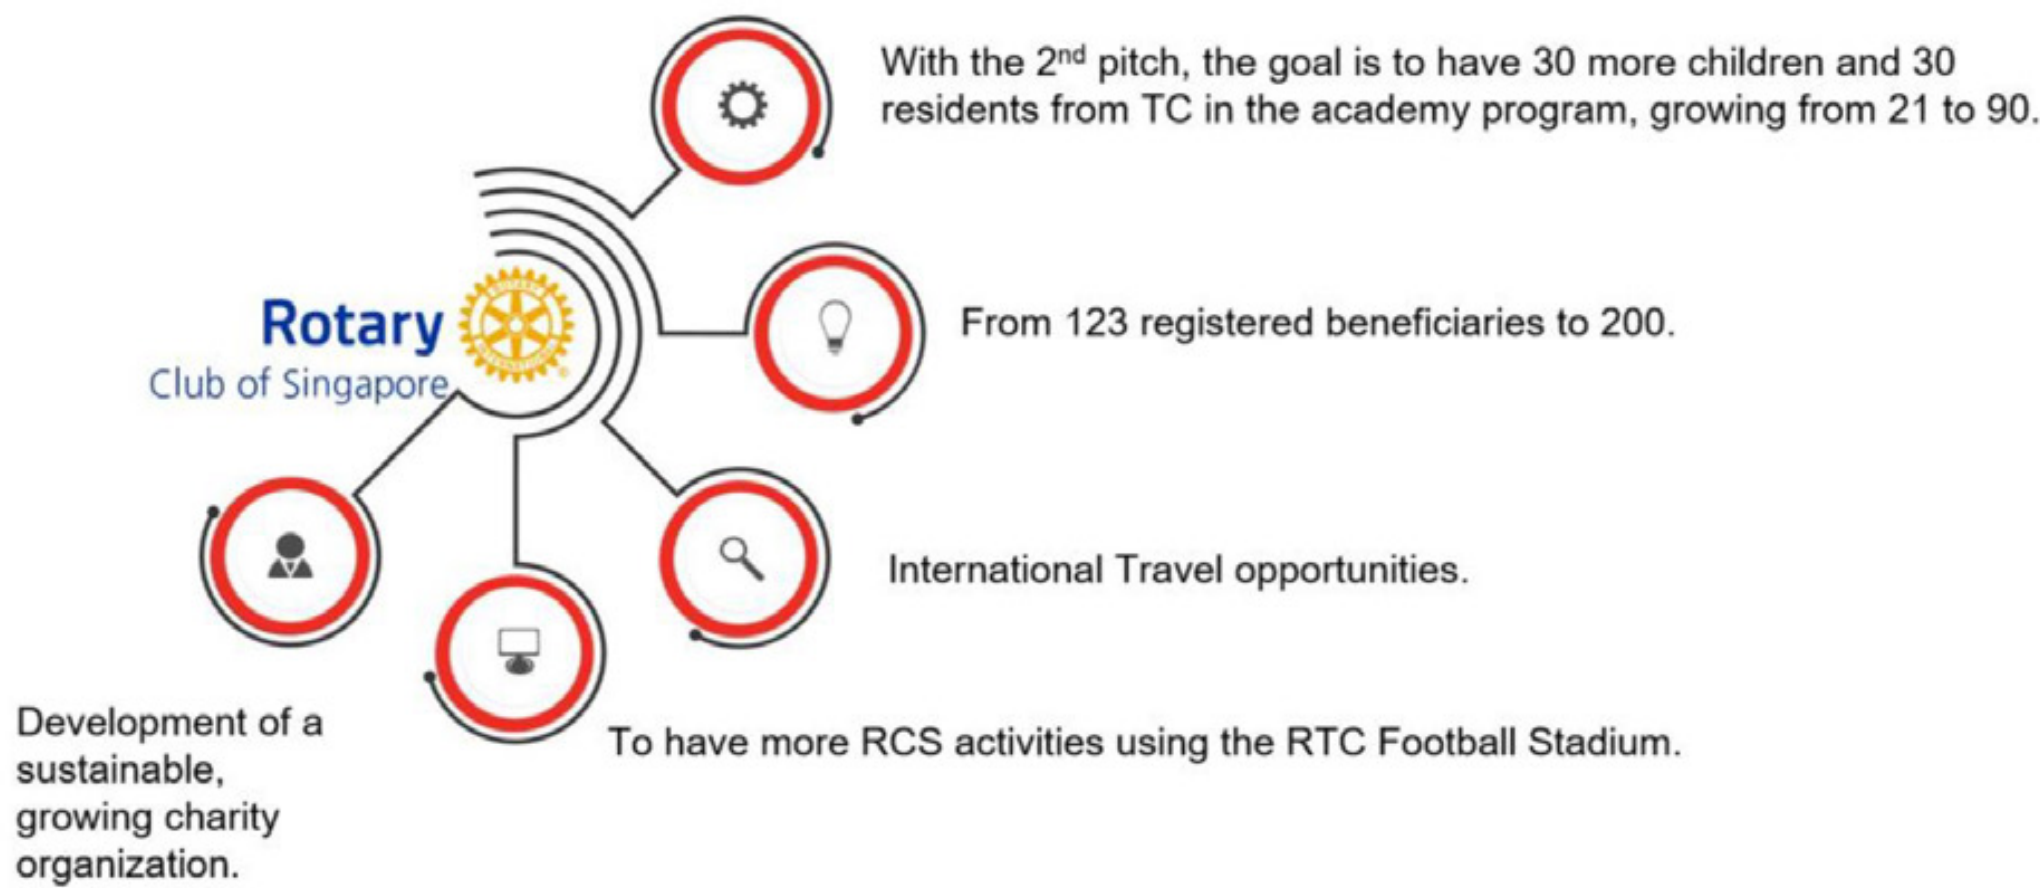 With the 2nd pitch, the goal is to have 30 more children and 30
residents from TC in the academy program, growing from 21 to 90.
Rotary
Club of Singapore
ROTARY
INTERNATIONAL
From 123 registered beneficiaries to 200.
International Travel opportunities.
To have more RCS activities using the RTC Football Stadium.
Development of a
sustainable,
growing charity
organization.